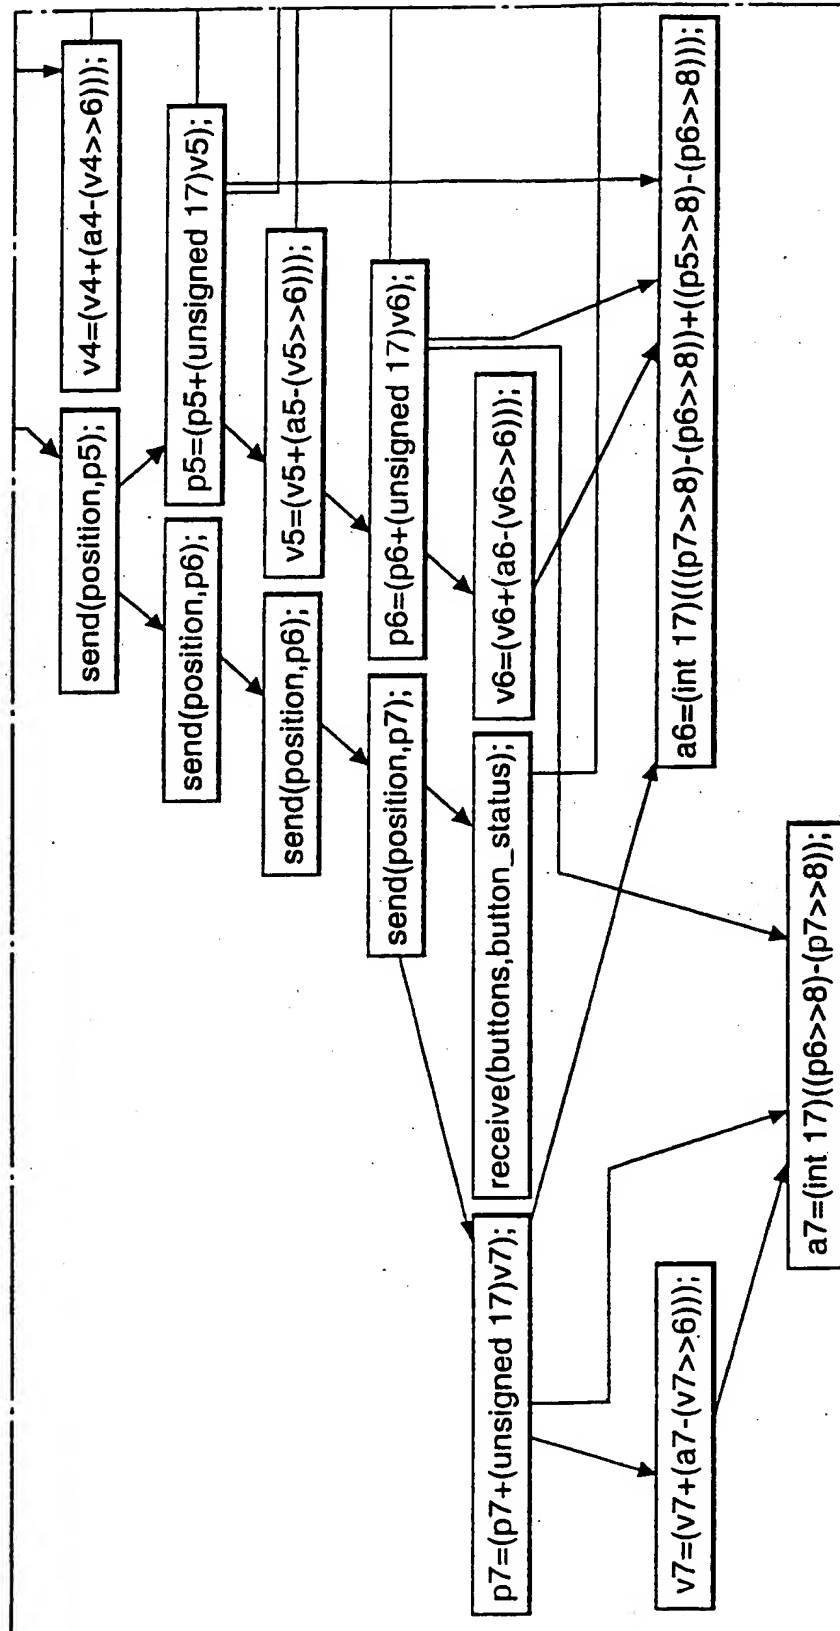 v4=(v4+(a4-(v4>>6)));
send(position,p5);
p5=(p5+(unsigned 17)v5);
send(position,p6);
v5=(v5+(a5-(v5>>6)));
send(position,p6);
p6=(p6+(unsigned 17)v6);
send(position,p7);
v6=(v6+(a6-(v6>>6)));
receive(buttons,button_status);
p7=(p7+(unsigned 17)v7);
a6=(int 17)(((p7>>8)-(p6>>8))+((p5>>8)-(p6>>8)));
v7=(v7+(a7-(v7>>6)));
a7=(int 17)((p6>>8)-(p7>>8));